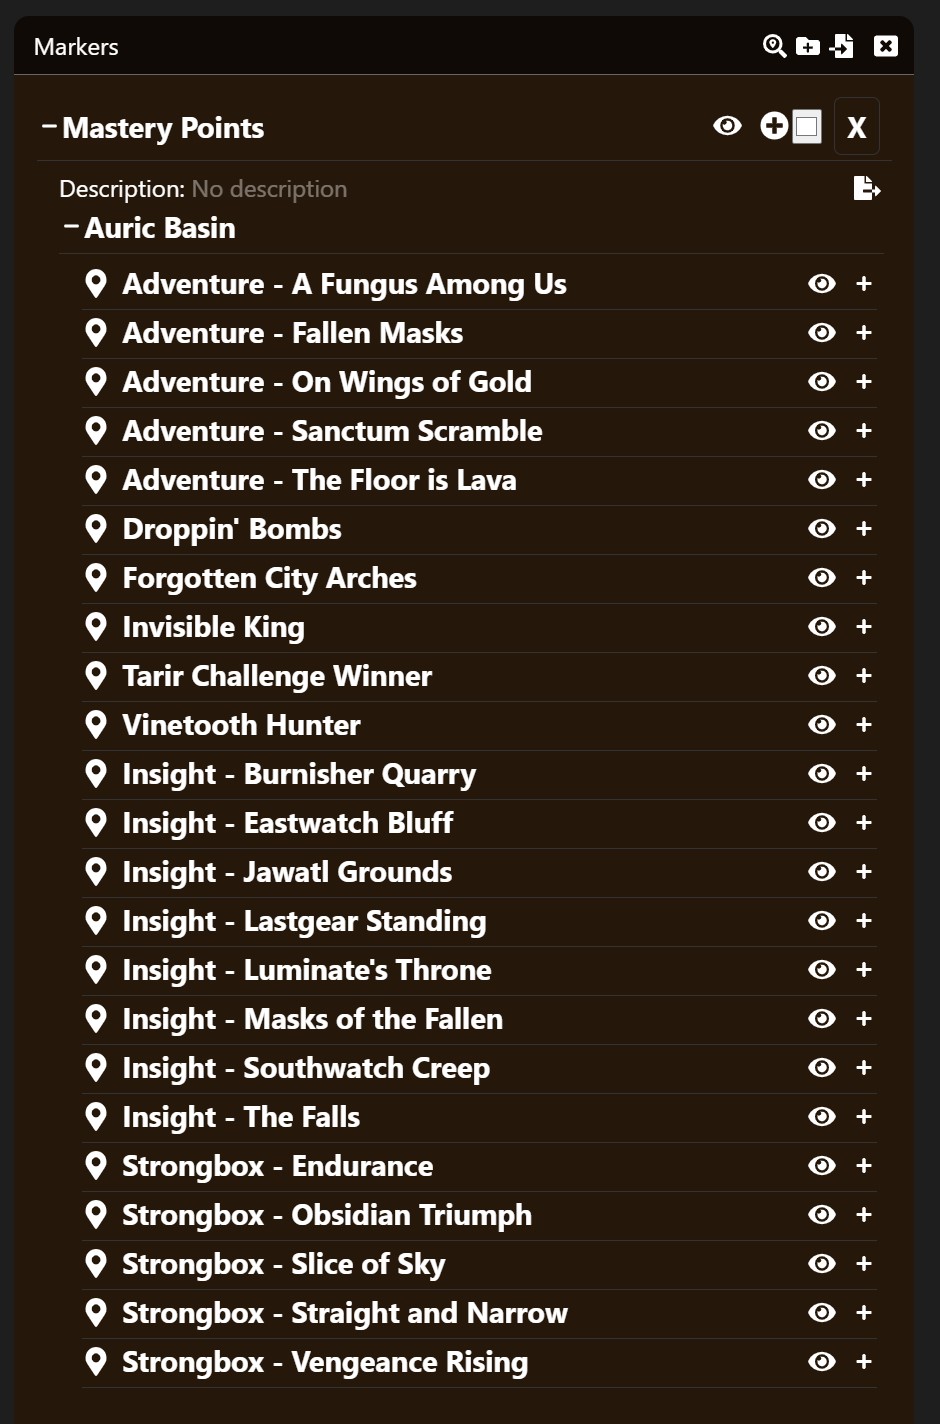 Markers
Mastery Points X
Description: No description
Auric Basin
Adventure - A Fungus Among Us
Adventure - Fallen Masks
Adventure - On Wings of Gold
Adventure - Sanctum Scramble
Adventure - The Floor is Lava
Droppin' Bombs
Forgotten City Arches
Invisible King
Tarir Challenge Winner
Vinetooth Hunter
Insight - Burnisher Quarry
Insight - Eastwatch Bluff
Insight - Jawatl Grounds
Insight - Lastgear Standing
Insight - Luminate's Throne
Insight - Masks of the Fallen
Insight - Southwatch Creep
Insight - The Falls
Strongbox - Endurance
Strongbox - Obsidian Triumph
Strongbox - Slice of Sky
Strongbox - Straight and Narrow
Strongbox - Vengeance Rising